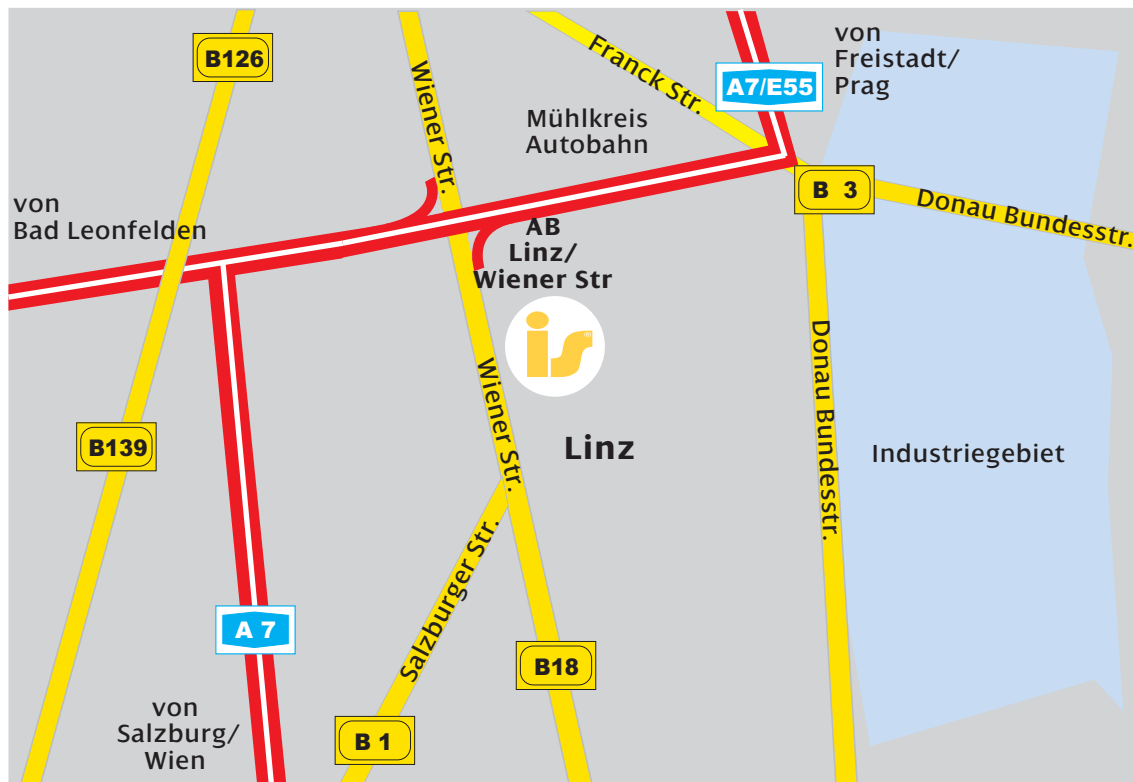 B126
Wiener Str.
Franck Str.
A7/E55
von
Freistadt/
Prag
Mühlkreis
Autobahn
B 3
Donau Bundesstr.
von
Bad Leonfelden
AB
Linz/
Wiener Str
is
Donau Bundesstr.
Wiener Str.
B139
Linz
Industriegebiet
Salzburger Str.
A 7
B18
von
Salzburg/
Wien
B 1